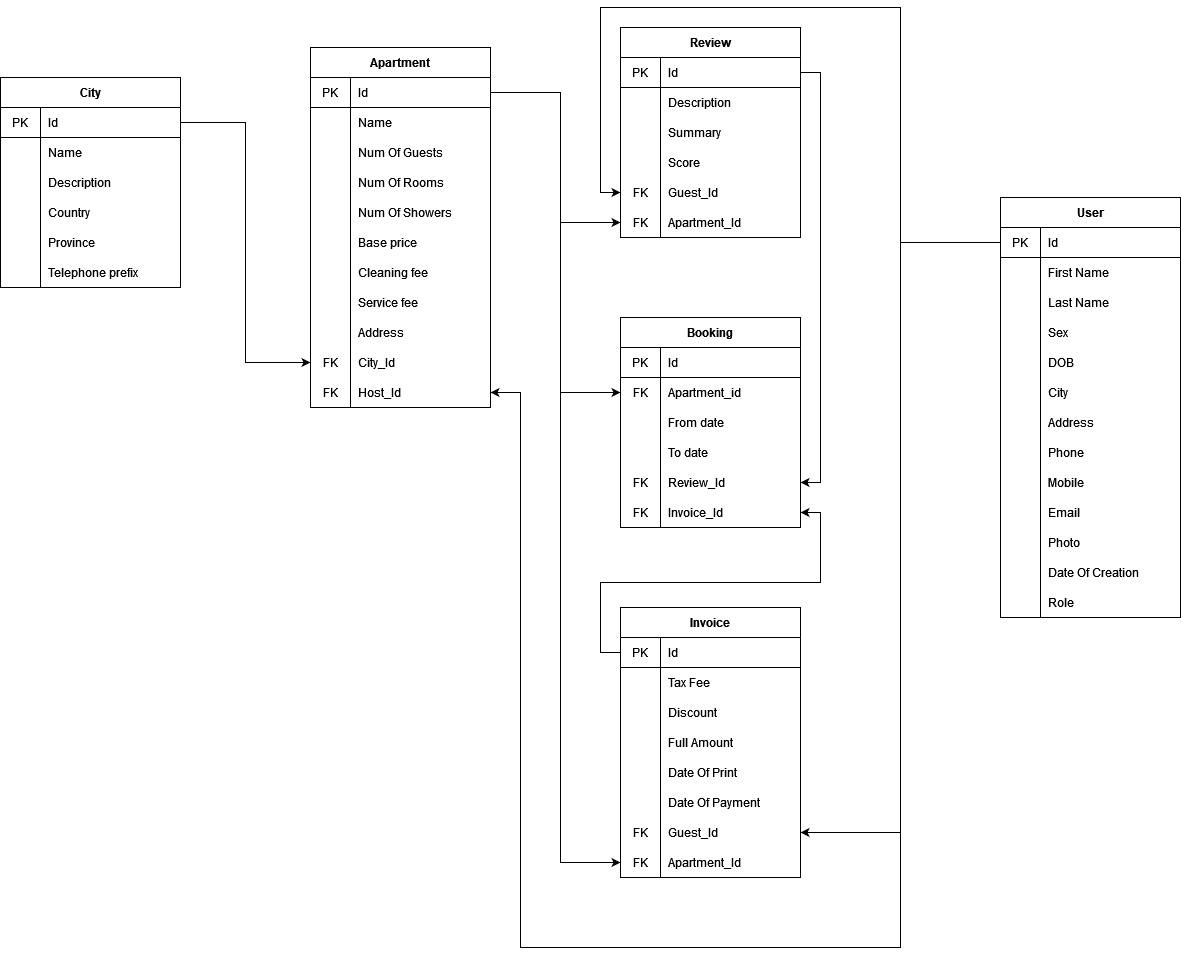 City
PK Id
Name
Description
Country
Province
Telephone prefix
Apartment
PK Id
Name
Num Of Guests
Num Of Rooms
Num Of Showers
Base price
Cleaning fee
Service fee
Address
FK City_Id
FK Host_Id
Review
PK Id
Description
Summary
Score
FK Guest_Id
FK Apartment_Id
Booking
PK Id
FK Apartment_id
From date
To date
FK Review_Id
FK Invoice_Id
Invoice
PK Id
Tax Fee
Discount
Full Amount
Date Of Print
Date Of Payment
FK Guest_Id
FK Apartment_Id
User
PK Id
First Name
Last Name
Sex
DOB
City
Address
Phone
Mobile
Email
Photo
Date Of Creation
Role